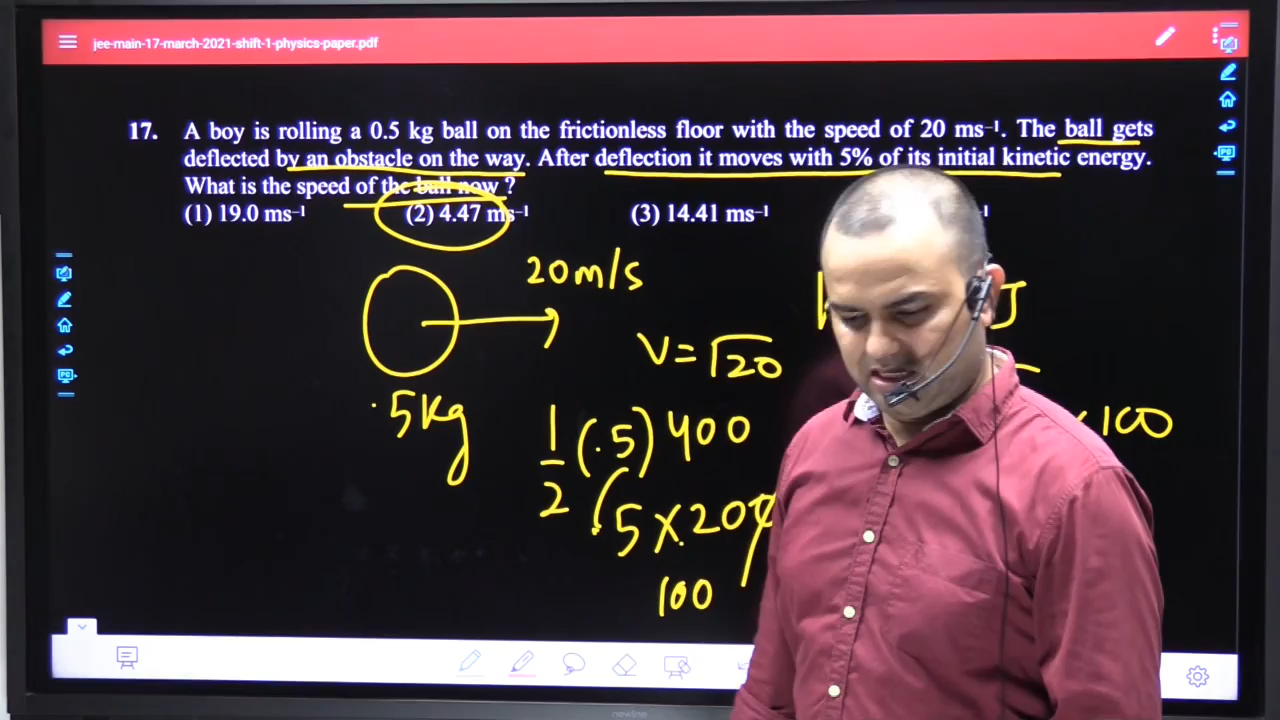 jee-main-17-march-2021-shift-1-physics-paper.pdf
17. A boy is rolling a 0.5 kg ball on the frictionless floor with the speed of 20 ms⁻¹. The ball gets
deflected by an obstacle on the way. After deflection it moves with 5% of its initial kinetic energy.
What is the speed of the ball now ?
(1) 19.0 ms⁻¹ (2) 4.47 ms⁻¹ (3) 14.41 ms⁻¹
20m/s
J
v = √20
.5kg
1/2 (.5) 400
100
5 × 200
100
PC
PC
newline